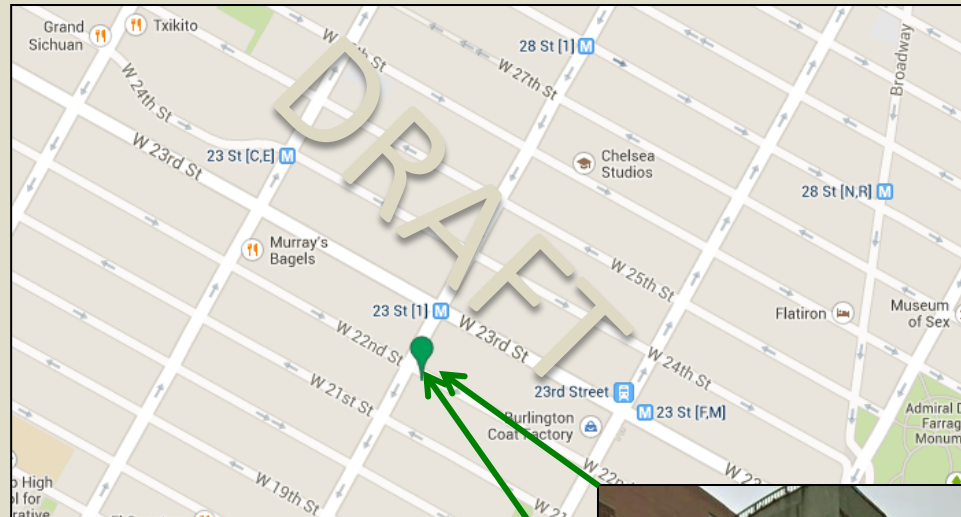 Grand
Sichuan
Txikito
28 St [1]
Broadway
W 27th St
W 24th St
W 23rd St
23 St [C,E]
Chelsea
Studios
28 St [N,R]
DRAFT
Murray's
Bagels
W 25th St
23 St [1]
Flatiron
Museum
of Sex
W 22nd St
W 23rd St
W 24th St
W 21st St
23rd Street
23 St [F,M]
Burlington
Coat Factory
Admiral D
Farrag
Monum
W 19th St
High
ol for
rative